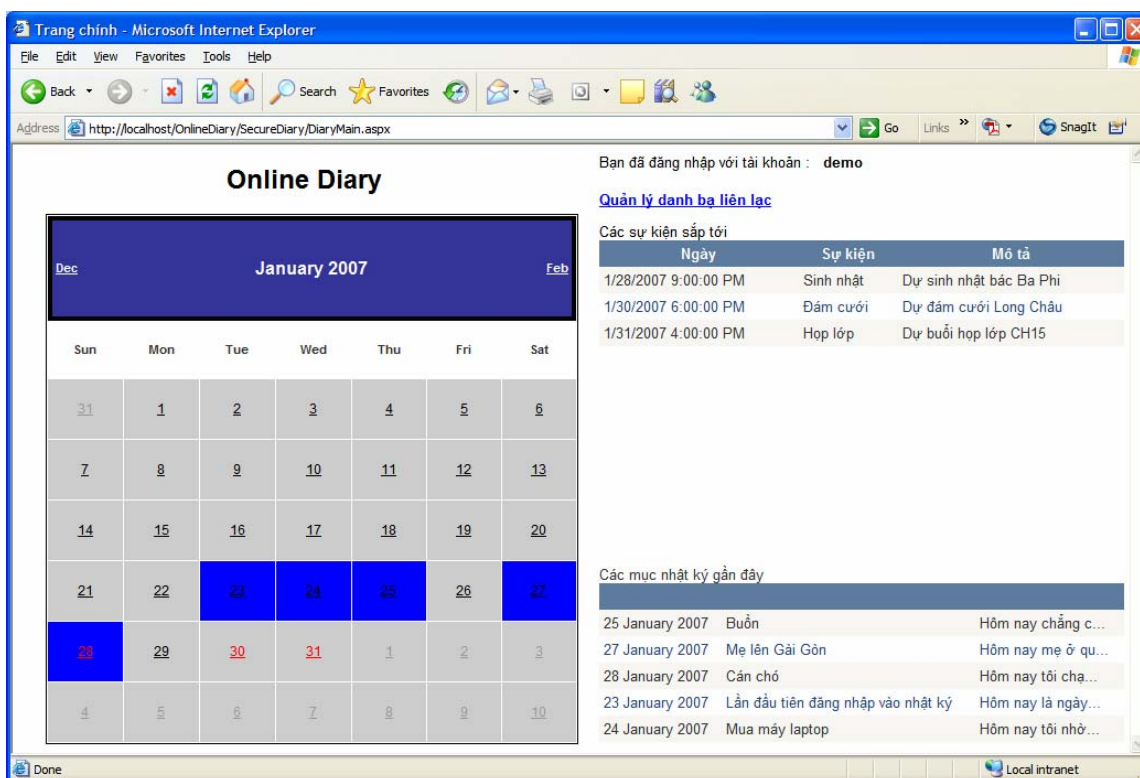 Trang chính - Microsoft Internet Explorer
File Edit View Favorites Tools Help
Back Search Favorites
Address http://localhost/OnlineDiary/SecureDiary/DiaryMain.aspx Go Links » SnagIt
Online Diary
Dec January 2007 Feb
Sun Mon Tue Wed Thu Fri Sat
31 1 2 3 4 5 6
7 8 9 10 11 12 13
14 15 16 17 18 19 20
21 22 23 24 25 26 27
28 29 30 31 1 2 3
4 5 6 7 8 9 10
Bạn đã đăng nhập với tài khoản : demo
Quản lý danh bạ liên lạc
Các sự kiện sắp tới
Ngày Sự kiện Mô tả
1/28/2007 9:00:00 PM Sinh nhật Dự sinh nhật bác Ba Phi
1/30/2007 6:00:00 PM Đám cưới Dự đám cưới Long Châu
1/31/2007 4:00:00 PM Họp lớp Dự buổi họp lớp CH15
Các mục nhật ký gần đây
25 January 2007 Buồn Hôm nay chẳng c...
27 January 2007 Mẹ lên Gài Gòn Hôm nay mẹ ở qu...
28 January 2007 Cán chó Hôm nay tôi chạ...
23 January 2007 Lần đầu tiên đăng nhập vào nhật ký Hôm nay là ngày...
24 January 2007 Mua máy laptop Hôm nay tôi nhờ...
Done Local intranet